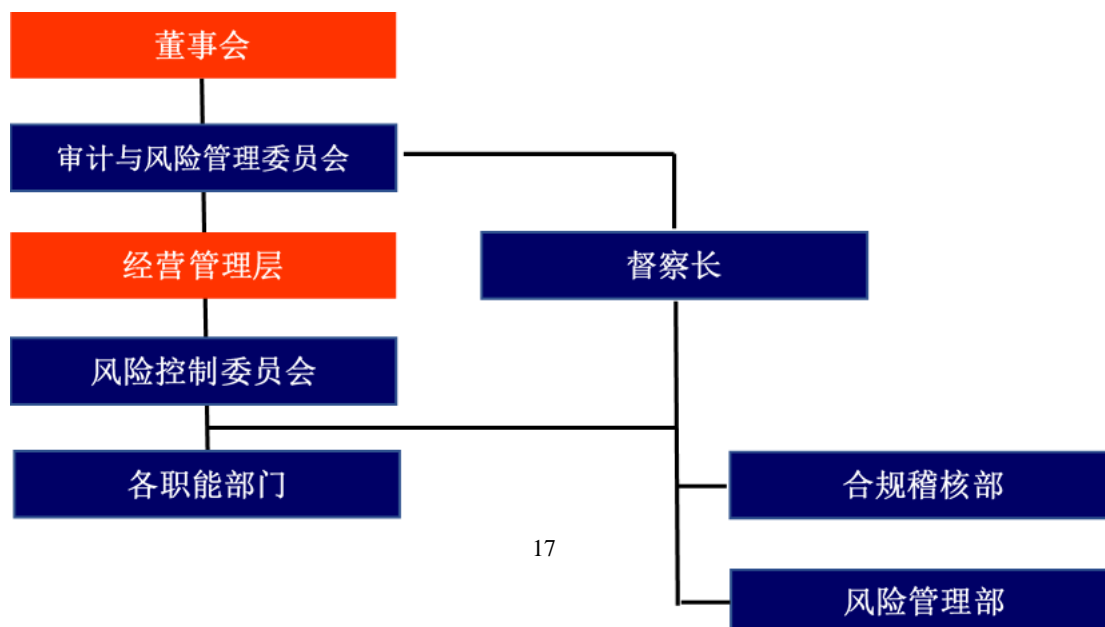 董事会
审计与风险管理委员会
经营管理层
督察长
风险控制委员会
各职能部门
合规稽核部
17
风险管理部